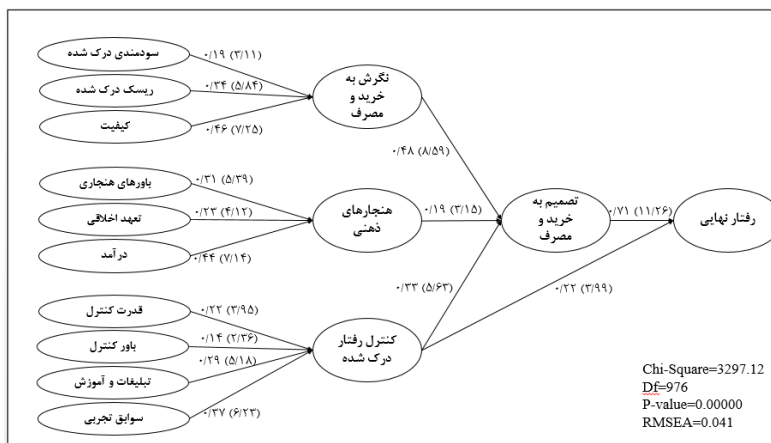 سودمندی درک شده
ریسک درک شده
کیفیت
۰/۱۹ (۳/۱۱)
۰/۳۴ (۵/۸۴)
۰/۴۶ (۷/۲۵)
نگرش به
خرید و
مصرف
۰/۴۸ (۸/۵۹)
باورهای هنجاری
تعهد اخلاقی
درآمد
۰/۳۱ (۵/۳۹)
۰/۲۳ (۴/۱۲)
۰/۴۴ (۷/۱۴)
هنجارهای
ذهنی
۰/۱۹ (۳/۱۵)
تصمیم به
خرید و
مصرف
۰/۷۱ (۱۱/۲۶)
رفتار نهایی
۰/۳۳ (۵/۶۳)
۰/۲۲ (۳/۹۹)
قدرت کنترل
باور کنترل
تبلیغات و آموزش
سوابق تجربی
۰/۲۲ (۳/۹۵)
۰/۱۴ (۲/۳۶)
۰/۲۹ (۵/۱۸)
۰/۳۷ (۶/۲۳)
کنترل رفتار
درک شده
Chi-Square=3297.12
Df=976
P-value=0.00000
RMSEA=0.041